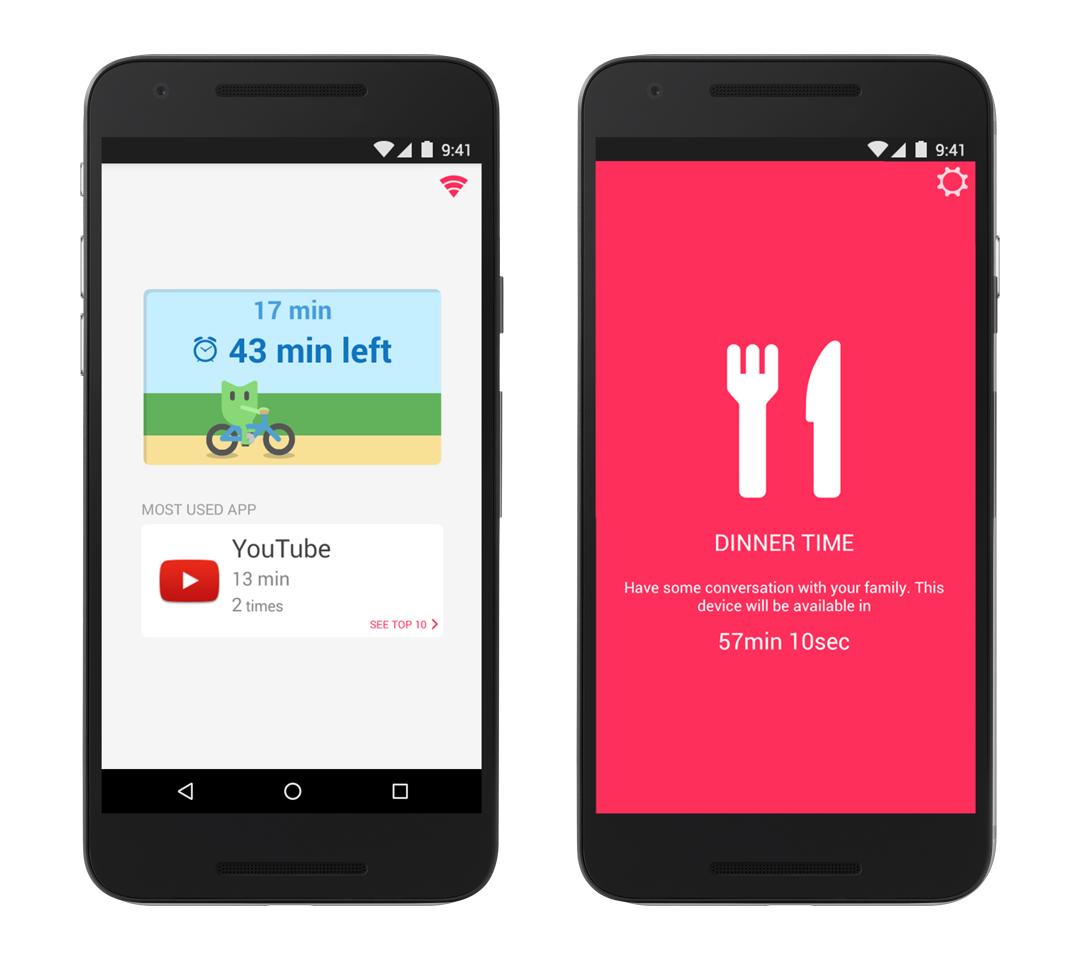 9:41
17 min
43 min left
MOST USED APP
YouTube
13 min
2 times
SEE TOP 10
9:41
DINNER TIME
Have some conversation with your family. This
device will be available in
57min 10sec